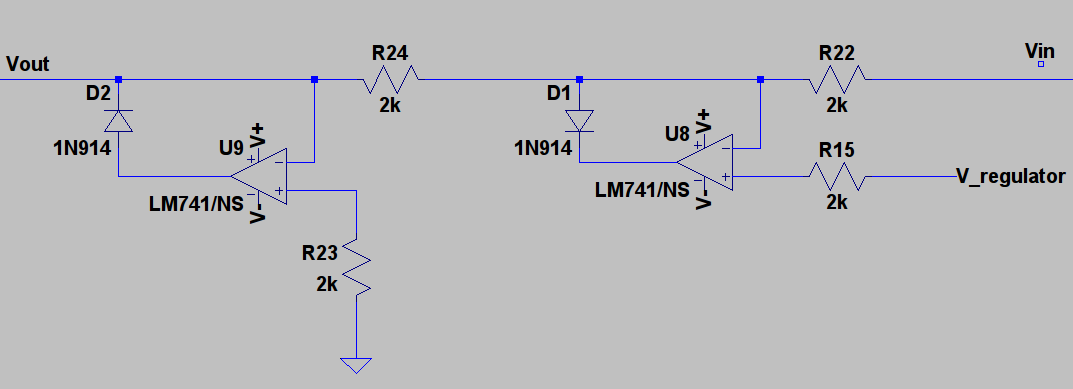 Vout
R24
2k
R22
2k
Vin
D2
1N914
U9
V+
+
−
−
+
LM741/NS
V-
R23
2k
D1
1N914
U8
V+
+
−
−
+
LM741/NS
V-
R15
2k
V_regulator